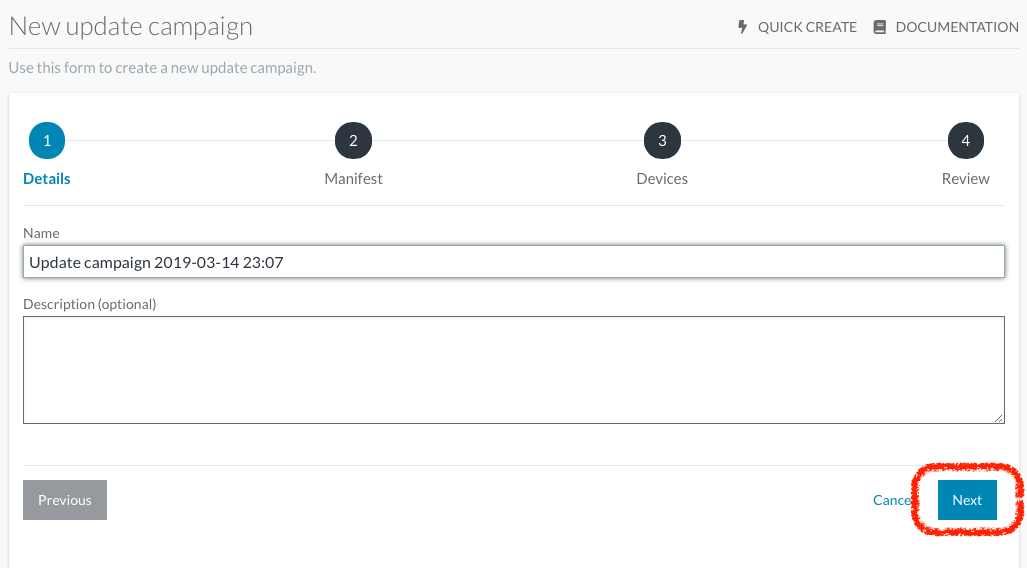 New update campaign
QUICK CREATE
DOCUMENTATION
Use this form to create a new update campaign.
1
2
3
4
Details
Manifest
Devices
Review
Name
Update campaign 2019-03-14 23:07
Description (optional)
Previous
Cance
Next